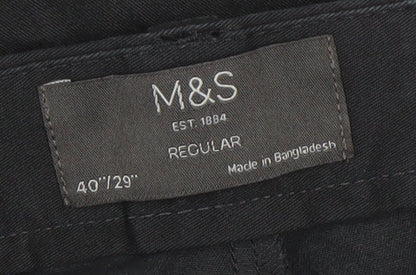 M&S
EST. 1884
REGULAR
40"/29"
Made in Bangladesh